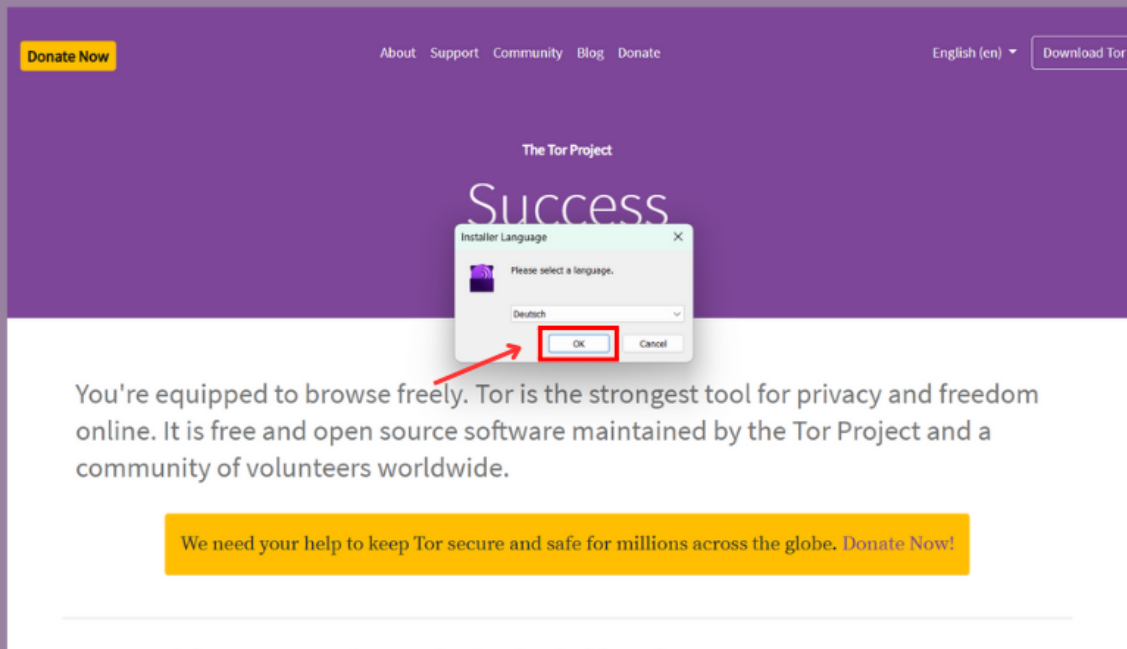 Donate Now
About Support Community Blog Donate
English (en)
Download Tor
The Tor Project
Success
Installer Language
Please select a language.
Deutsch
OK
Cancel
You're equipped to browse freely. Tor is the strongest tool for privacy and freedom
online. It is free and open source software maintained by the Tor Project and a
community of volunteers worldwide.
We need your help to keep Tor secure and safe for millions across the globe. Donate Now!